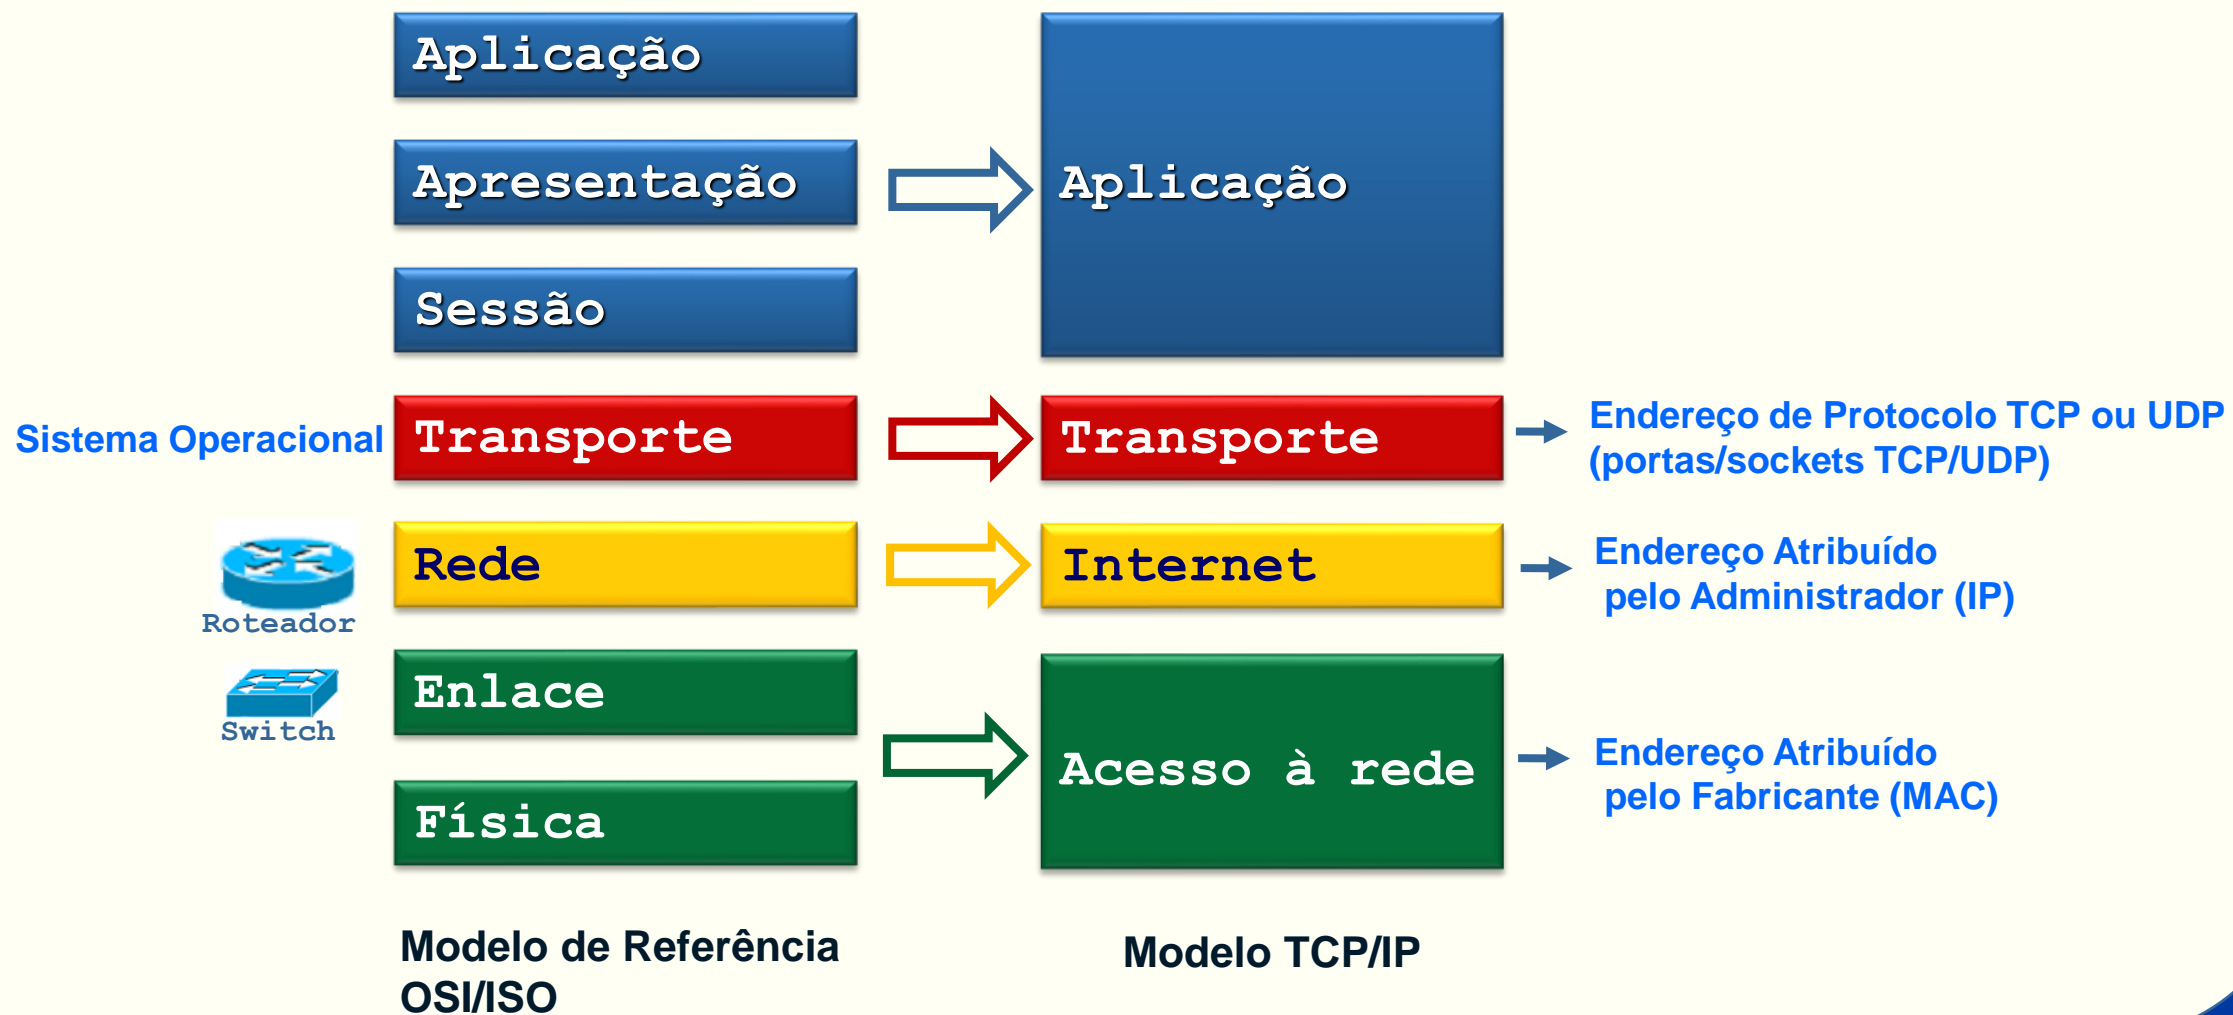 Aplicação
Apresentação
Aplicação
Sessão
Sistema Operacional
Transporte
Transporte
Endereço de Protocolo TCP ou UDP
(portas/sockets TCP/UDP)
Roteador
Rede
Internet
Endereço Atribuído
pelo Administrador (IP)
Switch
Enlace
Física
Acesso à rede
Endereço Atribuído
pelo Fabricante (MAC)
Modelo de Referência
OSI/ISO
Modelo TCP/IP